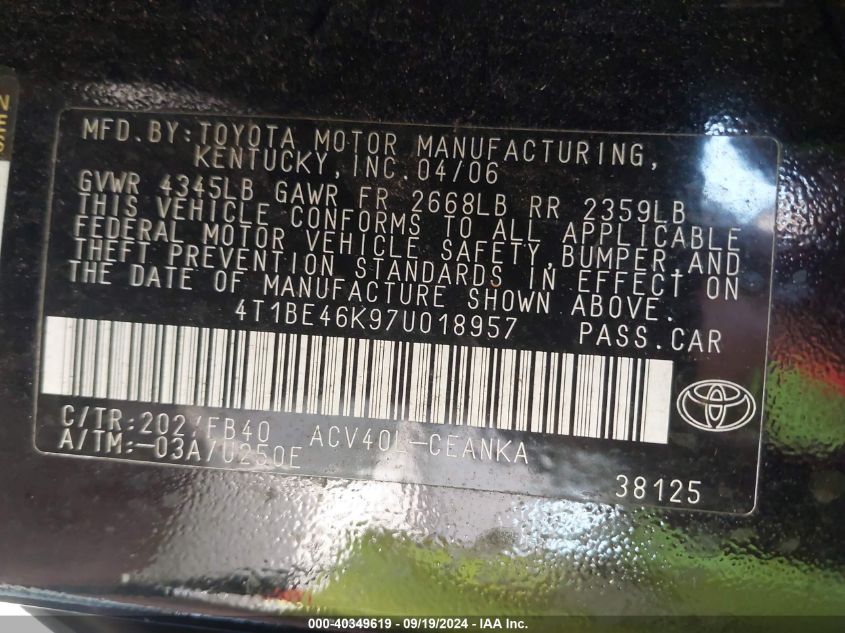 MFD. BY: TOYOTA MOTOR MANUFACTURING,
KENTUCKY, INC. 04/06
GVWR 4345LB GAWR FR 2668LB RR 2359LB
THIS VEHICLE CONFORMS TO ALL APPLICABLE
FEDERAL MOTOR VEHICLE SAFETY, BUMPER, AND
THEFT PREVENTION STANDARDS IN EFFECT ON
THE DATE OF MANUFACTURE SHOWN ABOVE.
4T1BE46K97U018957 PASS.CAR
C/TR:202/FB40 ACV40L-CEANKA
A/TM:-03A/U250E
38125
000-40349619 - 09/19/2024 - IAA, Inc.